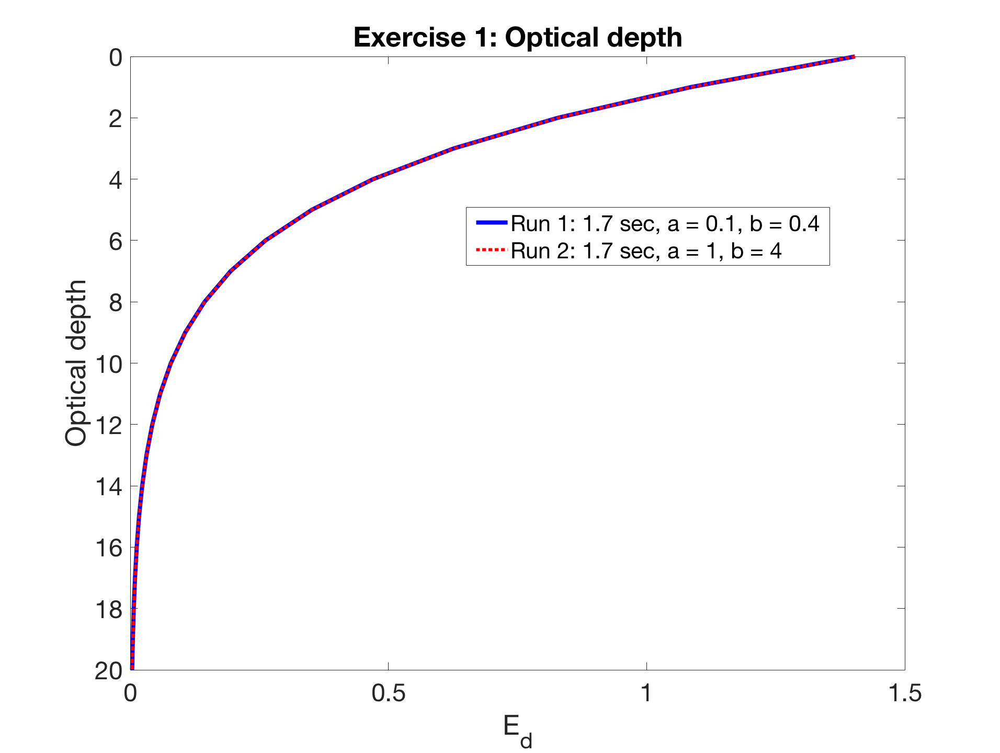 Exercise 1: Optical depth
0
2
4
6
8
10
12
14
16
18
20
Optical depth
Run 1: 1.7 sec, a = 0.1, b = 0.4
Run 2: 1.7 sec, a = 1, b = 4
0 0.5 1 1.5
E_d